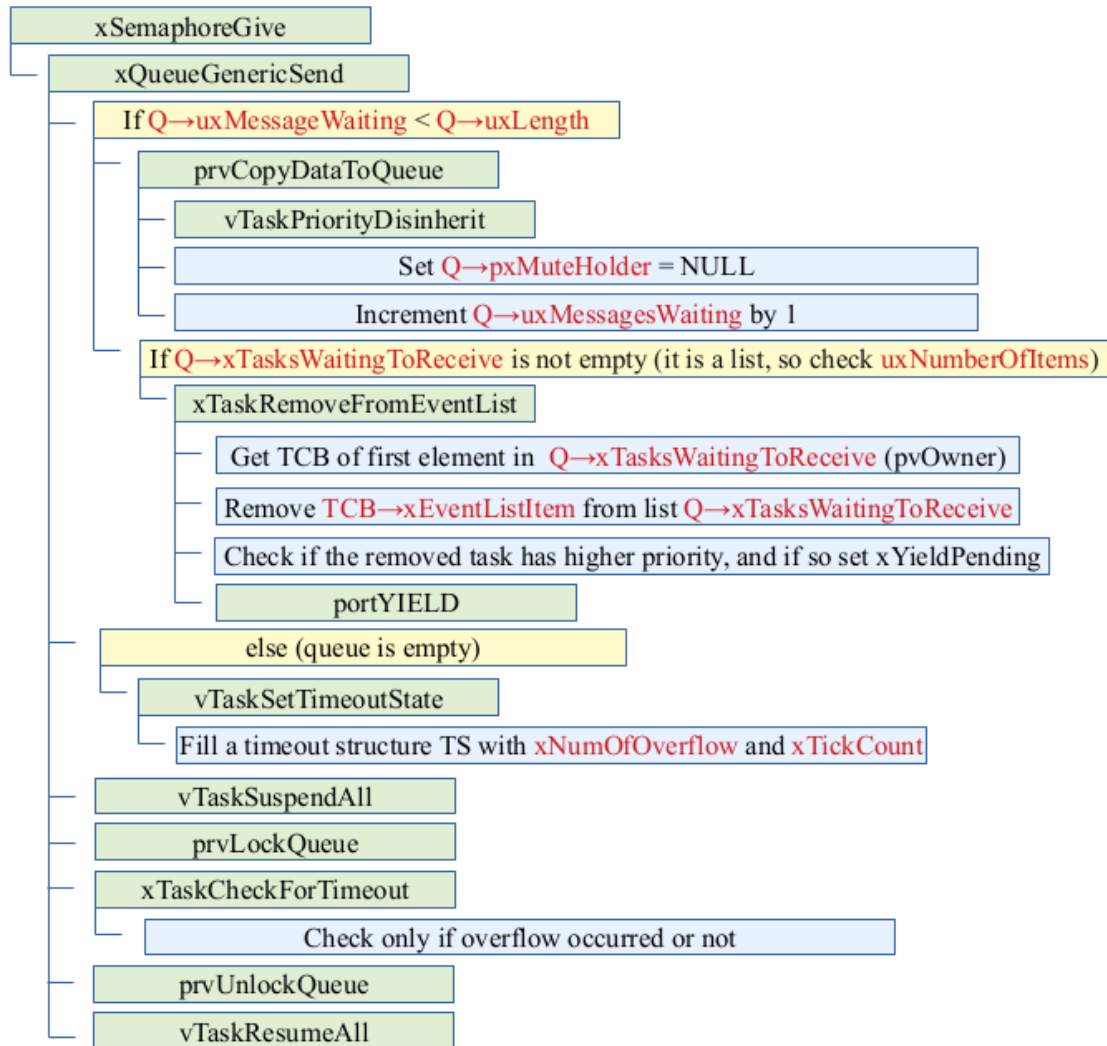 xSemaphoreGive
xQueueGenericSend
If Q→uxMessageWaiting < Q→uxLength
prvCopyDataToQueue
vTaskPriorityDisinherit
Set Q→pxMuteHolder = NULL
Increment Q→uxMessagesWaiting by 1
If Q→xTasksWaitingToReceive is not empty (it is a list, so check uxNumberOfItems)
xTaskRemoveFromEventList
Get TCB of first element in Q→xTasksWaitingToReceive (pvOwner)
Remove TCB→xEventListItem from list Q→xTasksWaitingToReceive
Check if the removed task has higher priority, and if so set xYieldPending
portYIELD
else (queue is empty)
vTaskSetTimeoutState
Fill a timeout structure TS with xNumOfOverflow and xTickCount
vTaskSuspendAll
prvLockQueue
xTaskCheckForTimeout
Check only if overflow occurred or not
prvUnlockQueue
vTaskResumeAll